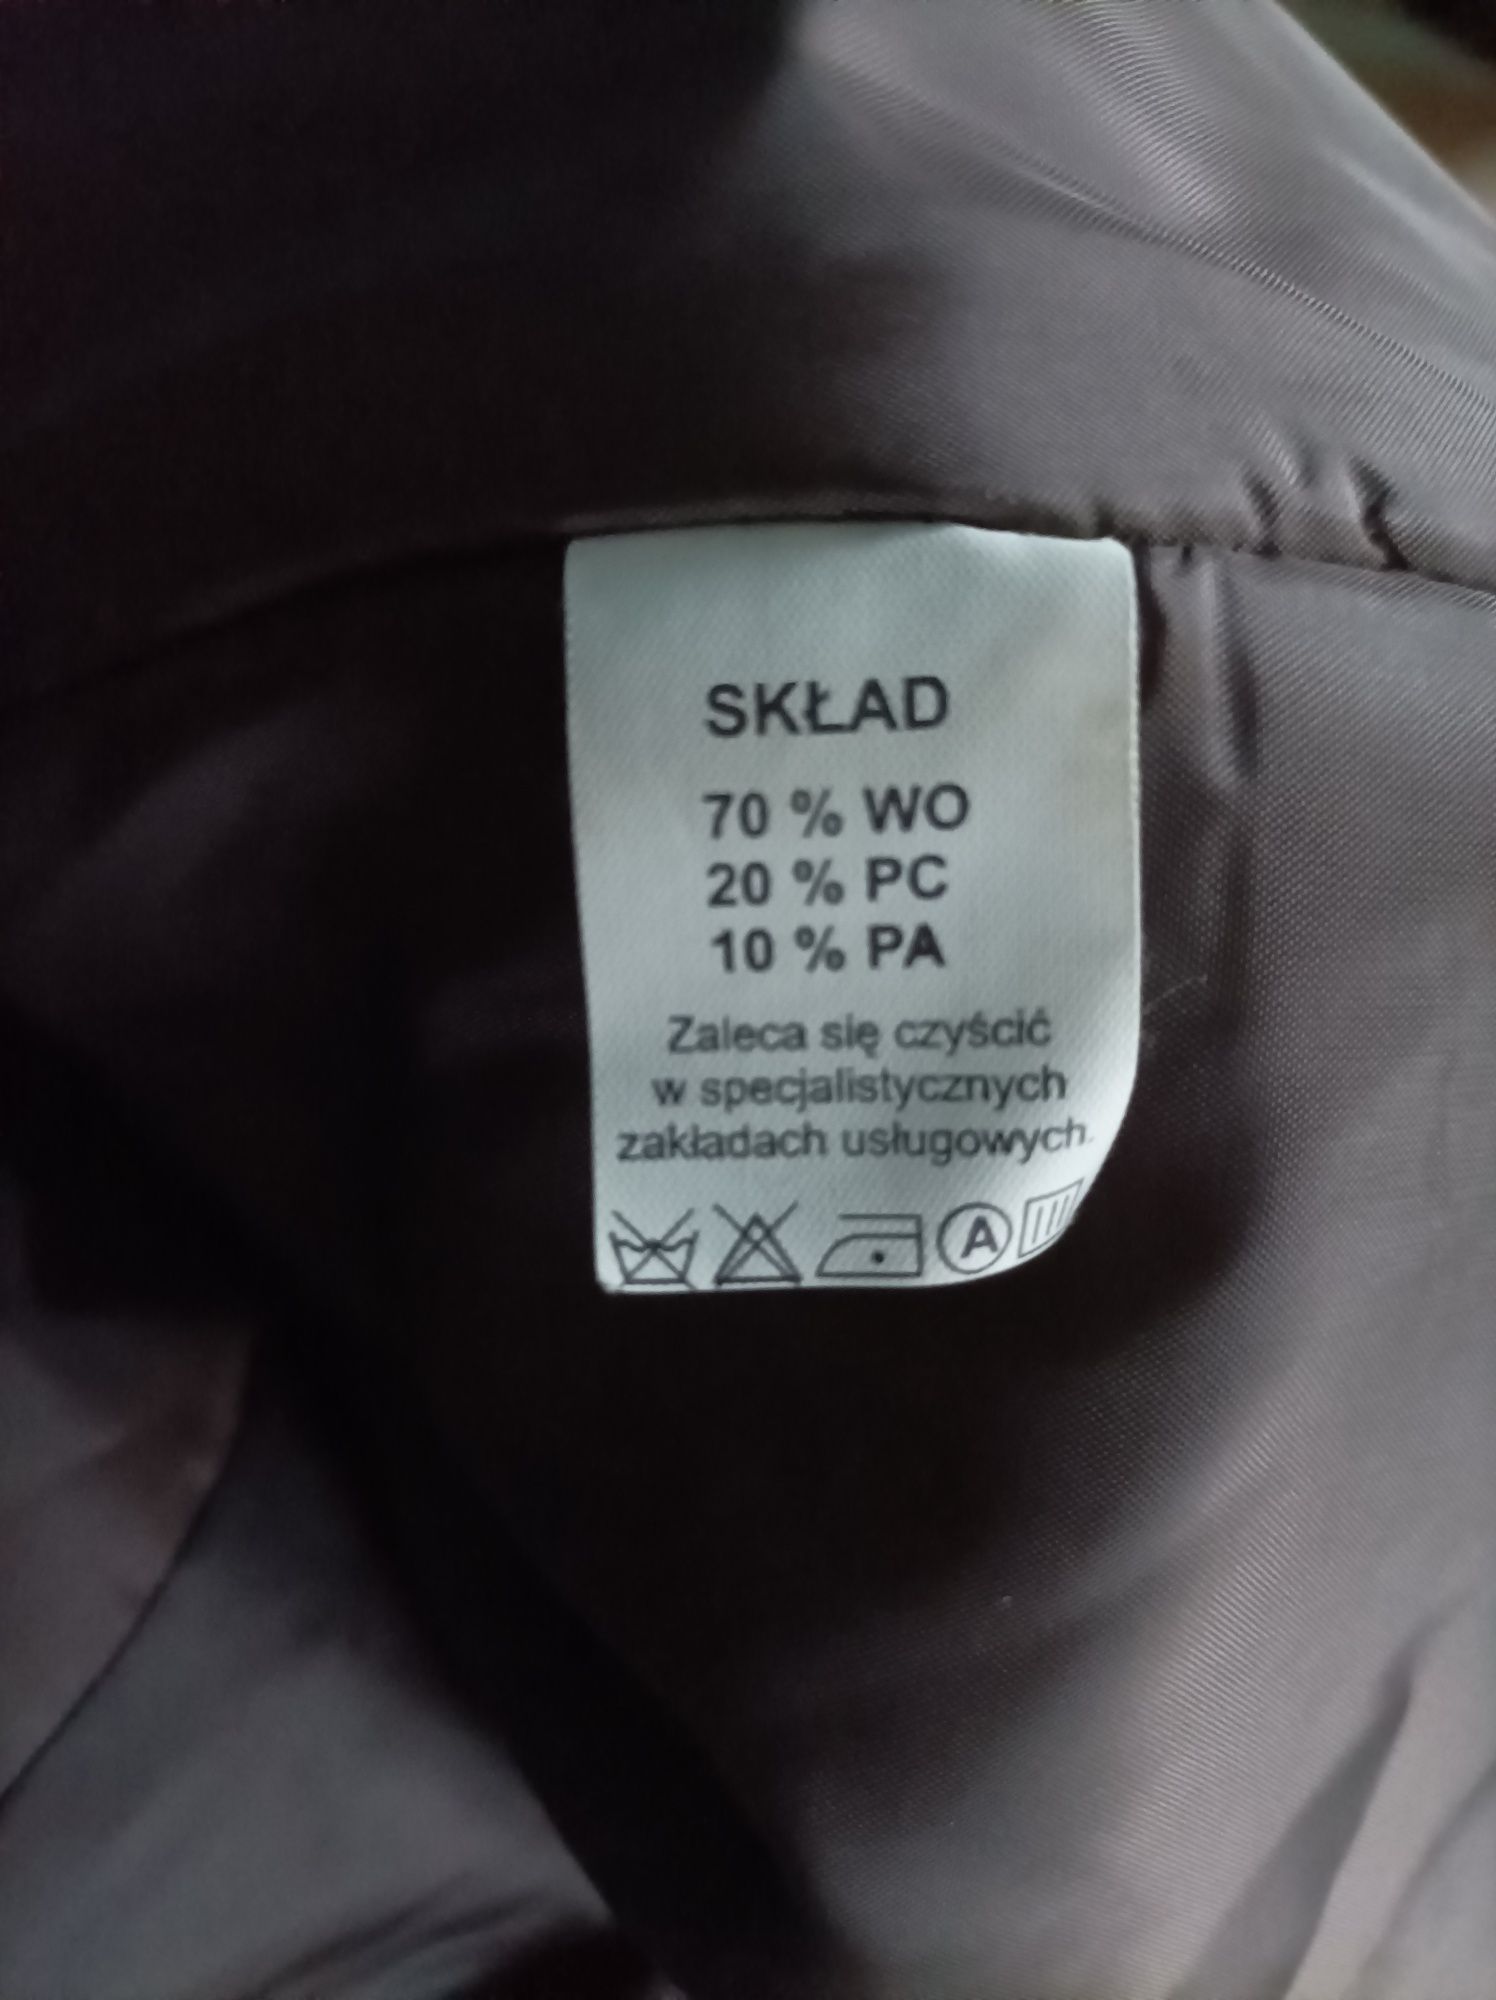 SKŁAD
70 % WO
20 % PC
10 % PA
Zaleca się czyścić
w specjalistycznych
zakładach usługowych.
A